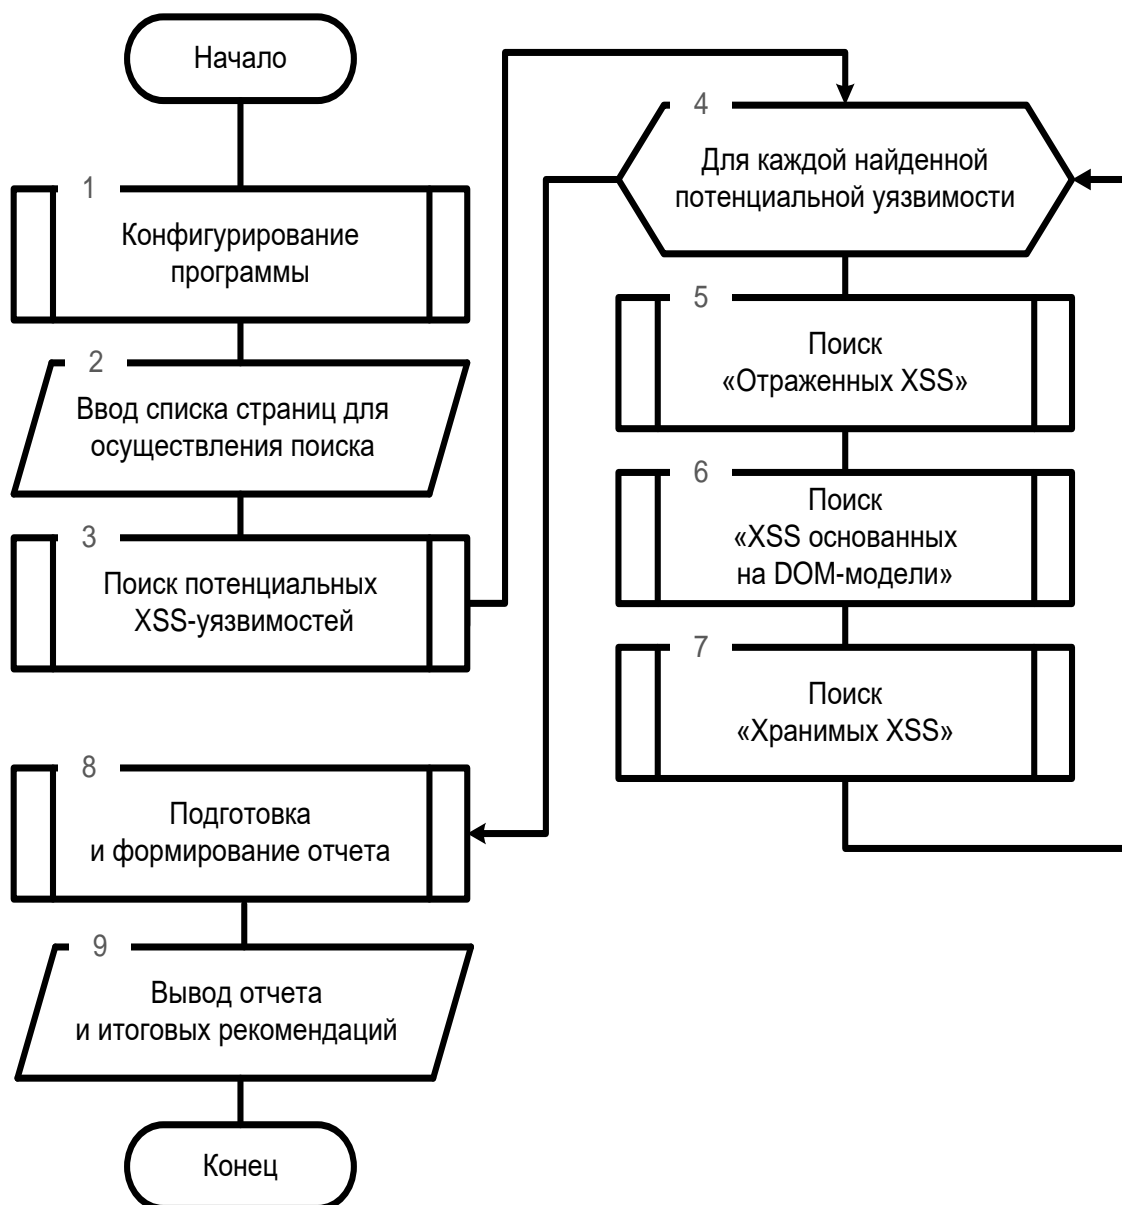 Начало
1
Конфигурирование
программы
2
Ввод списка страниц для
осуществления поиска
3
Поиск потенциальных
XSS-уязвимостей
4
Для каждой найденной
потенциальной уязвимости
5
Поиск
«Отраженных XSS»
6
Поиск
«XSS основанных
на DOM-модели»
7
Поиск
«Хранимых XSS»
8
Подготовка
и формирование отчета
9
Вывод отчета
и итоговых рекомендаций
Конец